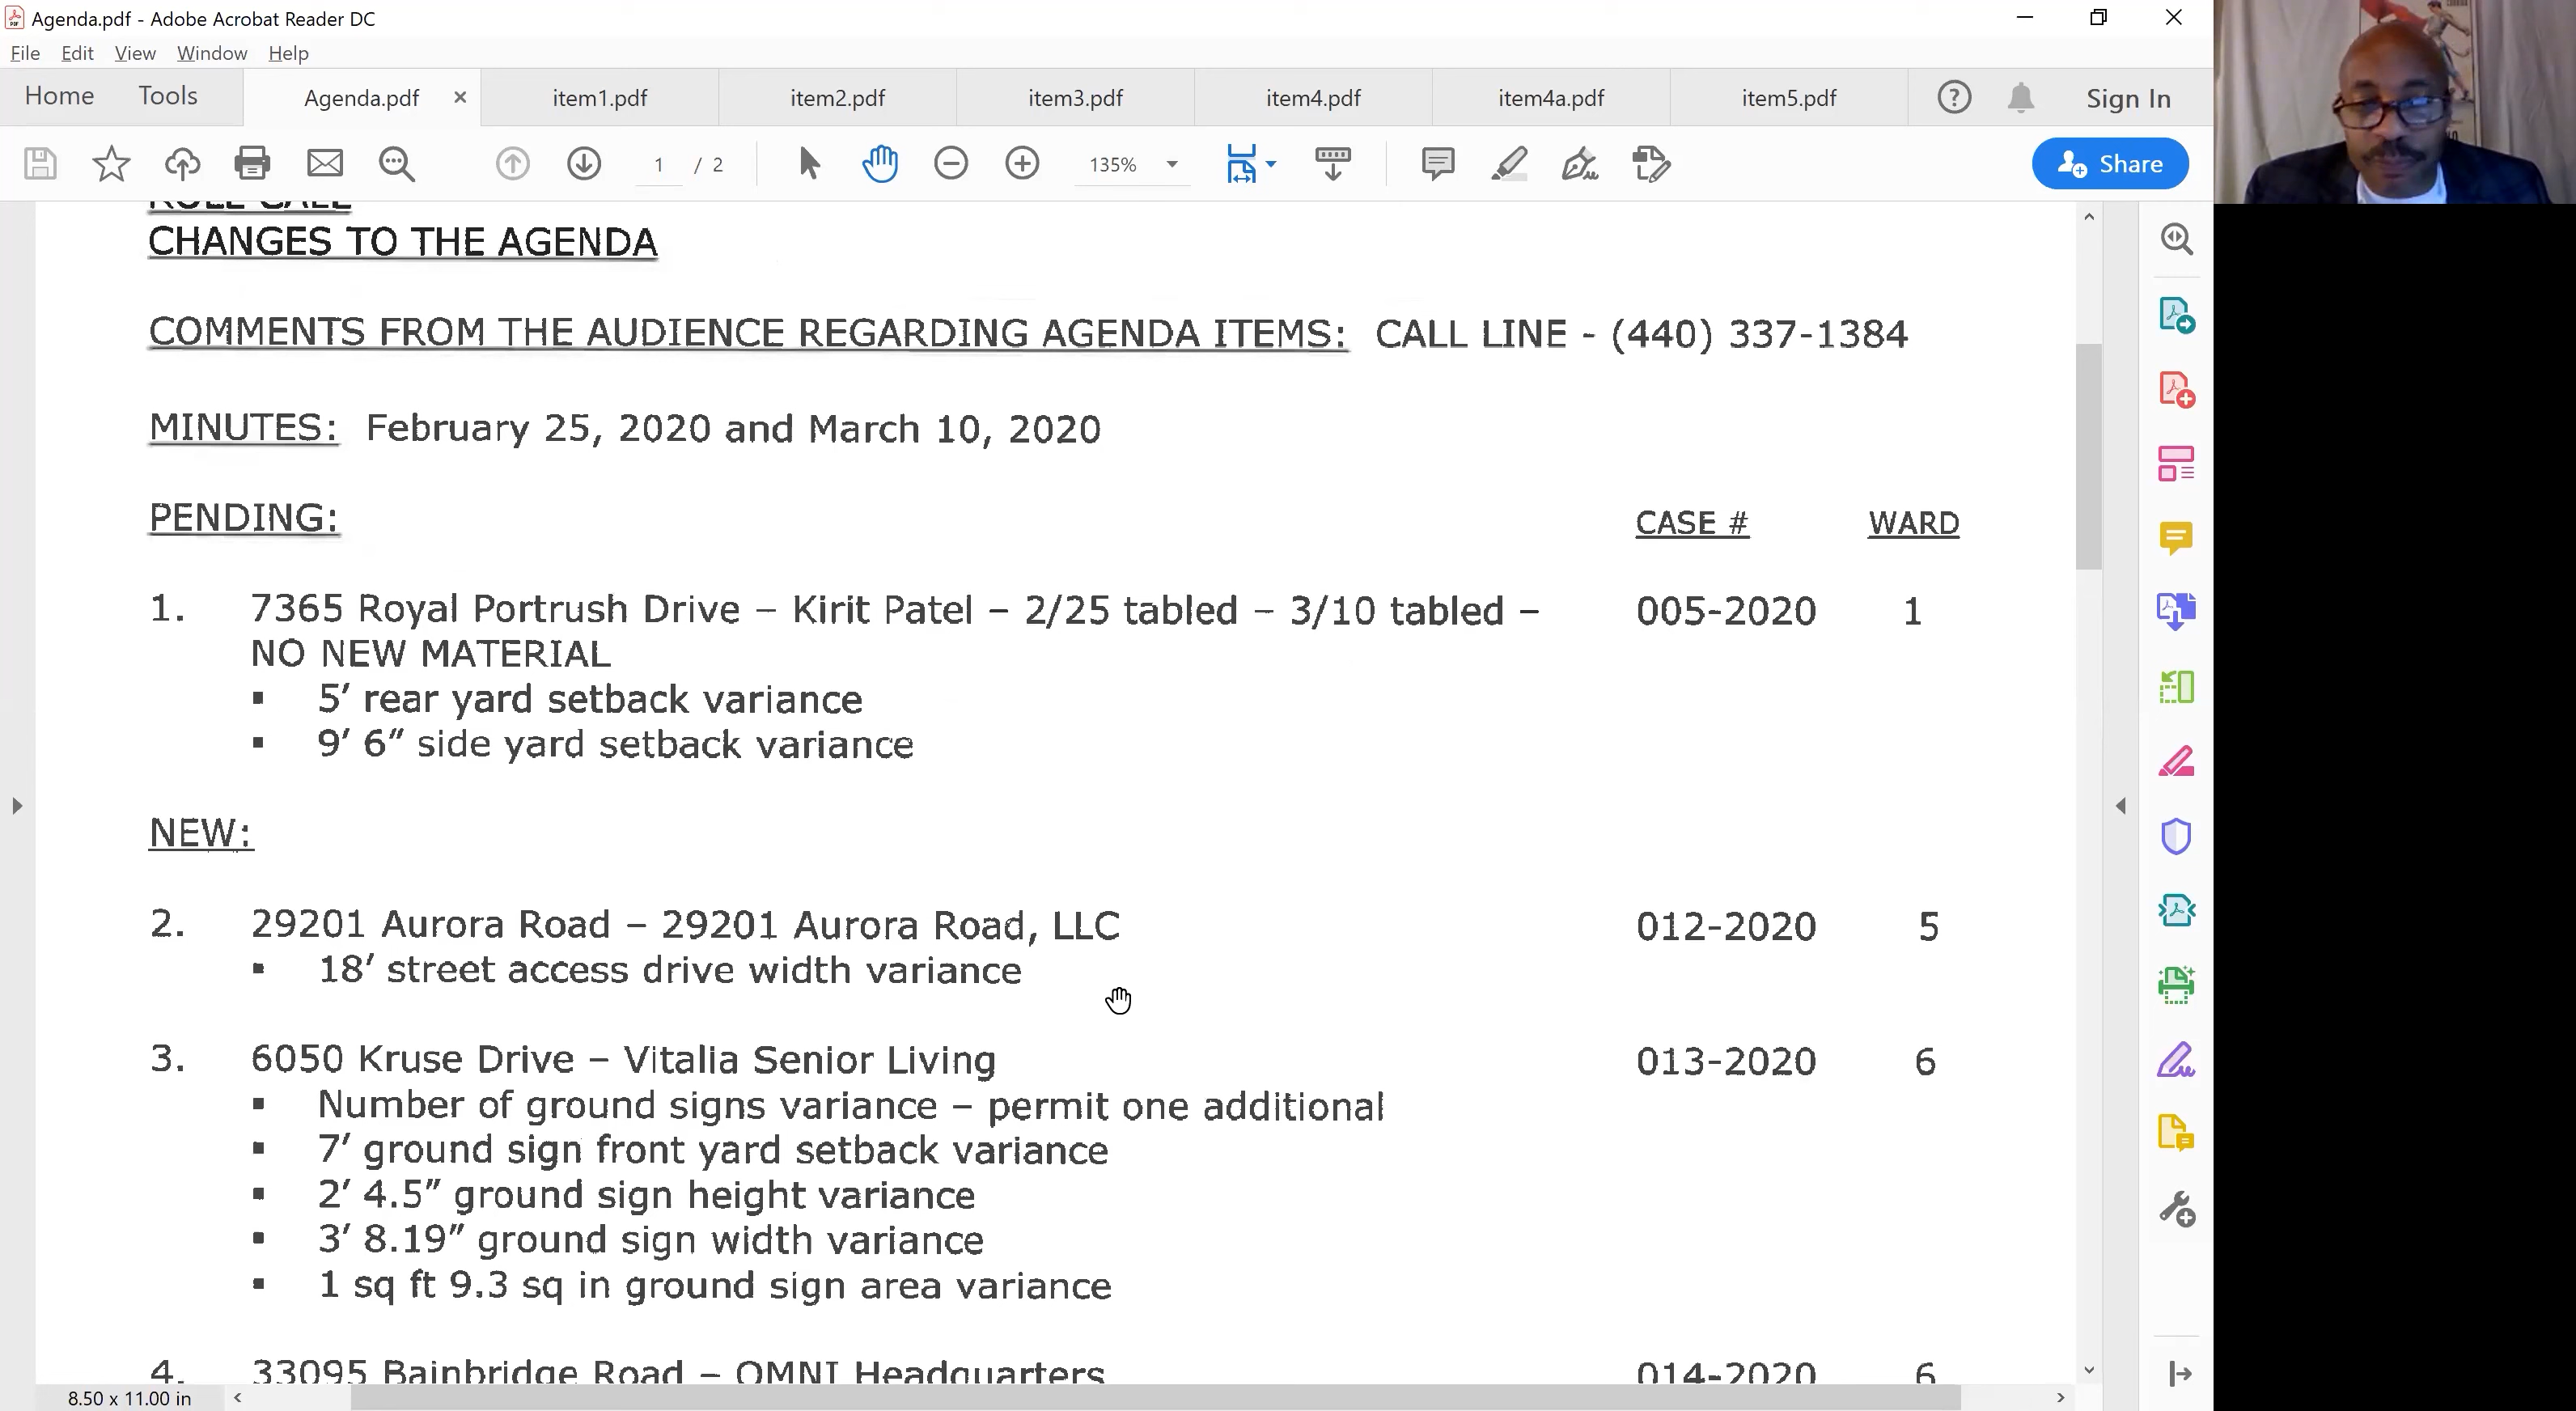 Agenda.pdf - Adobe Acrobat Reader DC
File Edit View Window Help
Home Tools Agenda.pdf × item1.pdf item2.pdf item3.pdf item4.pdf item4a.pdf item5.pdf Sign In
1 / 2 135% Share
ROLL CALL
CHANGES TO THE AGENDA
COMMENTS FROM THE AUDIENCE REGARDING AGENDA ITEMS: CALL LINE - (440) 337-1384
MINUTES: February 25, 2020 and March 10, 2020
PENDING: CASE # WARD
1. 7365 Royal Portrush Drive – Kirit Patel – 2/25 tabled – 3/10 tabled – 005-2020 1
NO NEW MATERIAL
▪ 5' rear yard setback variance
▪ 9' 6" side yard setback variance
NEW:
2. 29201 Aurora Road – 29201 Aurora Road, LLC 012-2020 5
▪ 18' street access drive width variance
3. 6050 Kruse Drive – Vitalia Senior Living 013-2020 6
▪ Number of ground signs variance – permit one additional
▪ 7' ground sign front yard setback variance
▪ 2' 4.5" ground sign height variance
▪ 3' 8.19" ground sign width variance
▪ 1 sq ft 9.3 sq in ground sign area variance
4. 33095 Bainbridge Road – OMNI Headquarters 014-2020 6
8.50 x 11.00 in